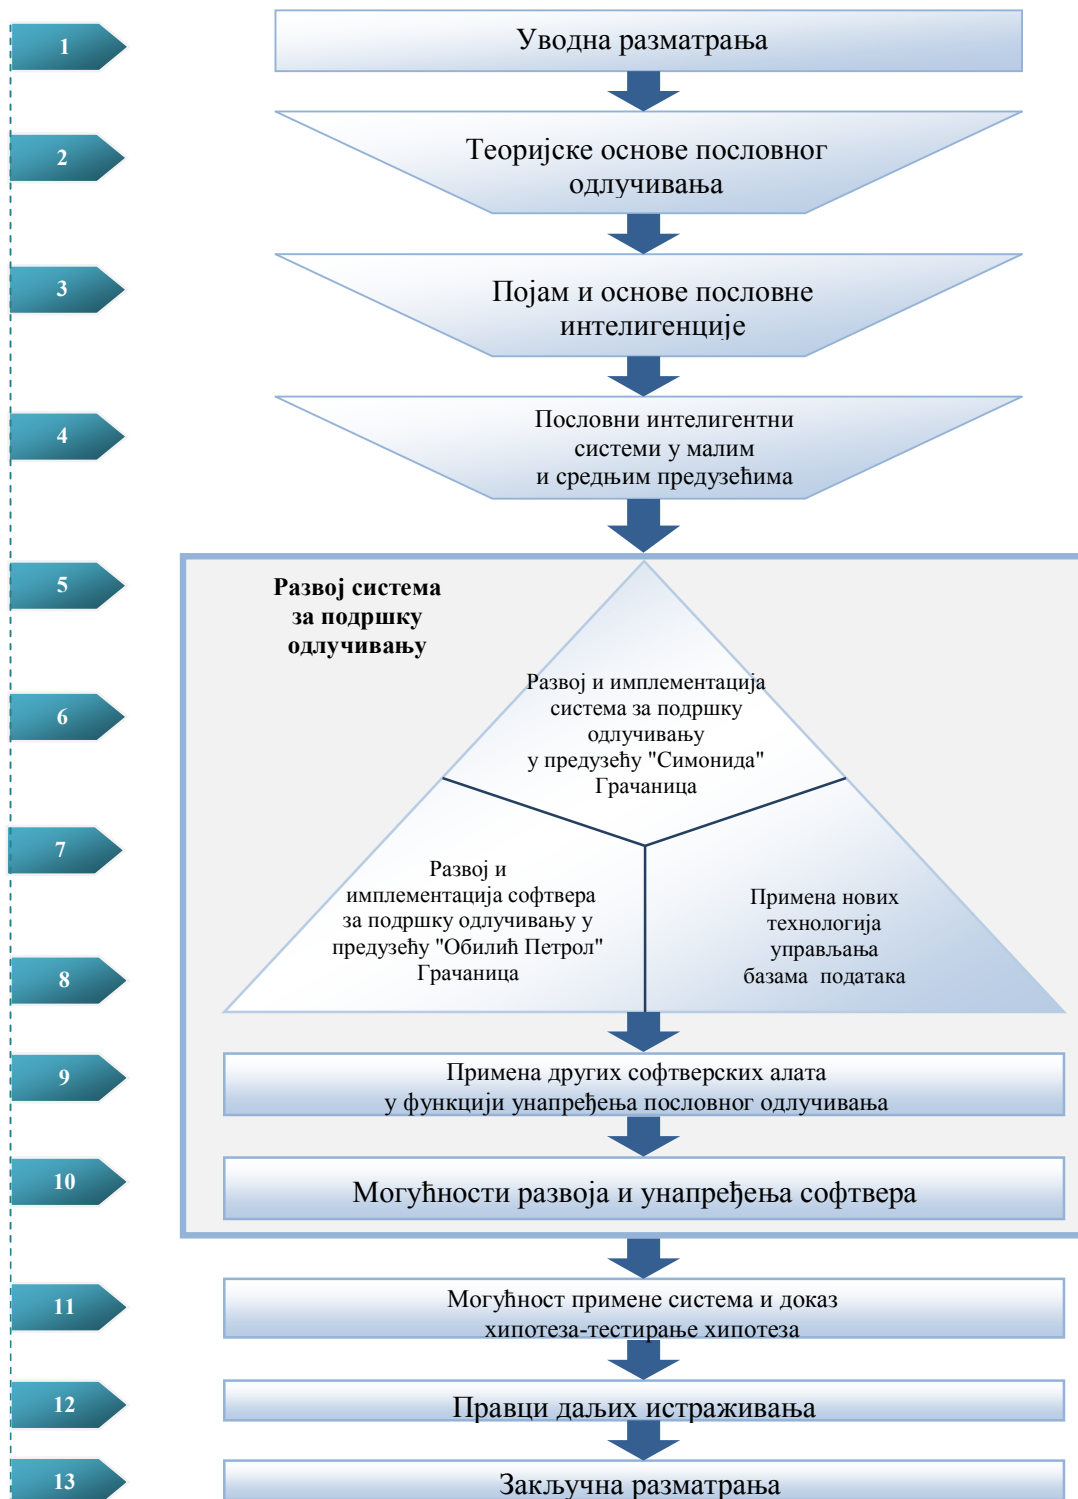 1
Уводна разматрања
2
Теоријске основе пословног
одлучивања
3
Појам и основе пословне
интелигенције
4
Пословни интелигентни
системи у малим
и средњим предузећима
5
Развој система
за подршку
одлучивању
6
Развој и имплементација
система за подршку
одлучивању
у предузећу "Симонида"
Грачаница
7
Развој и
имплементација софтвера
за подршку одлучивању у
предузећу "Обилић Петрол"
Грачаница
Примена нових
технологија
управљања
базама  података
8
9
Примена других софтверских алата
у функцији унапређења пословног одлучивања
10
Могућности развоја и унапређења софтвера
11
Могућност примене система и доказ
хипотеза-тестирање хипотеза
12
Правци даљих истраживања
13
Закључна разматрања